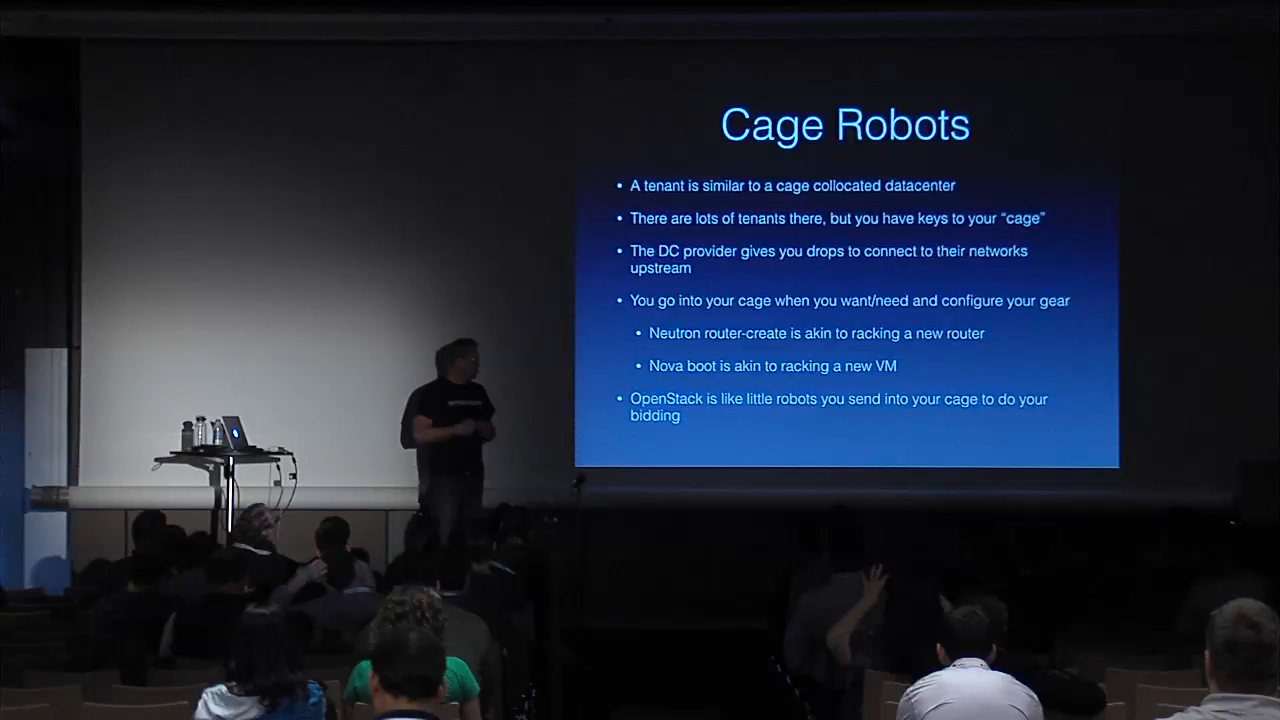 Cage Robots
• A tenant is similar to a cage collocated datacenter
• There are lots of tenants there, but you have keys to your “cage”
• The DC provider gives you drops to connect to their networks
upstream
• You go into your cage when you want/need and configure your gear
• Neutron router-create is akin to racking a new router
• Nova boot is akin to racking a new VM
• OpenStack is like little robots you send into your cage to do your
bidding